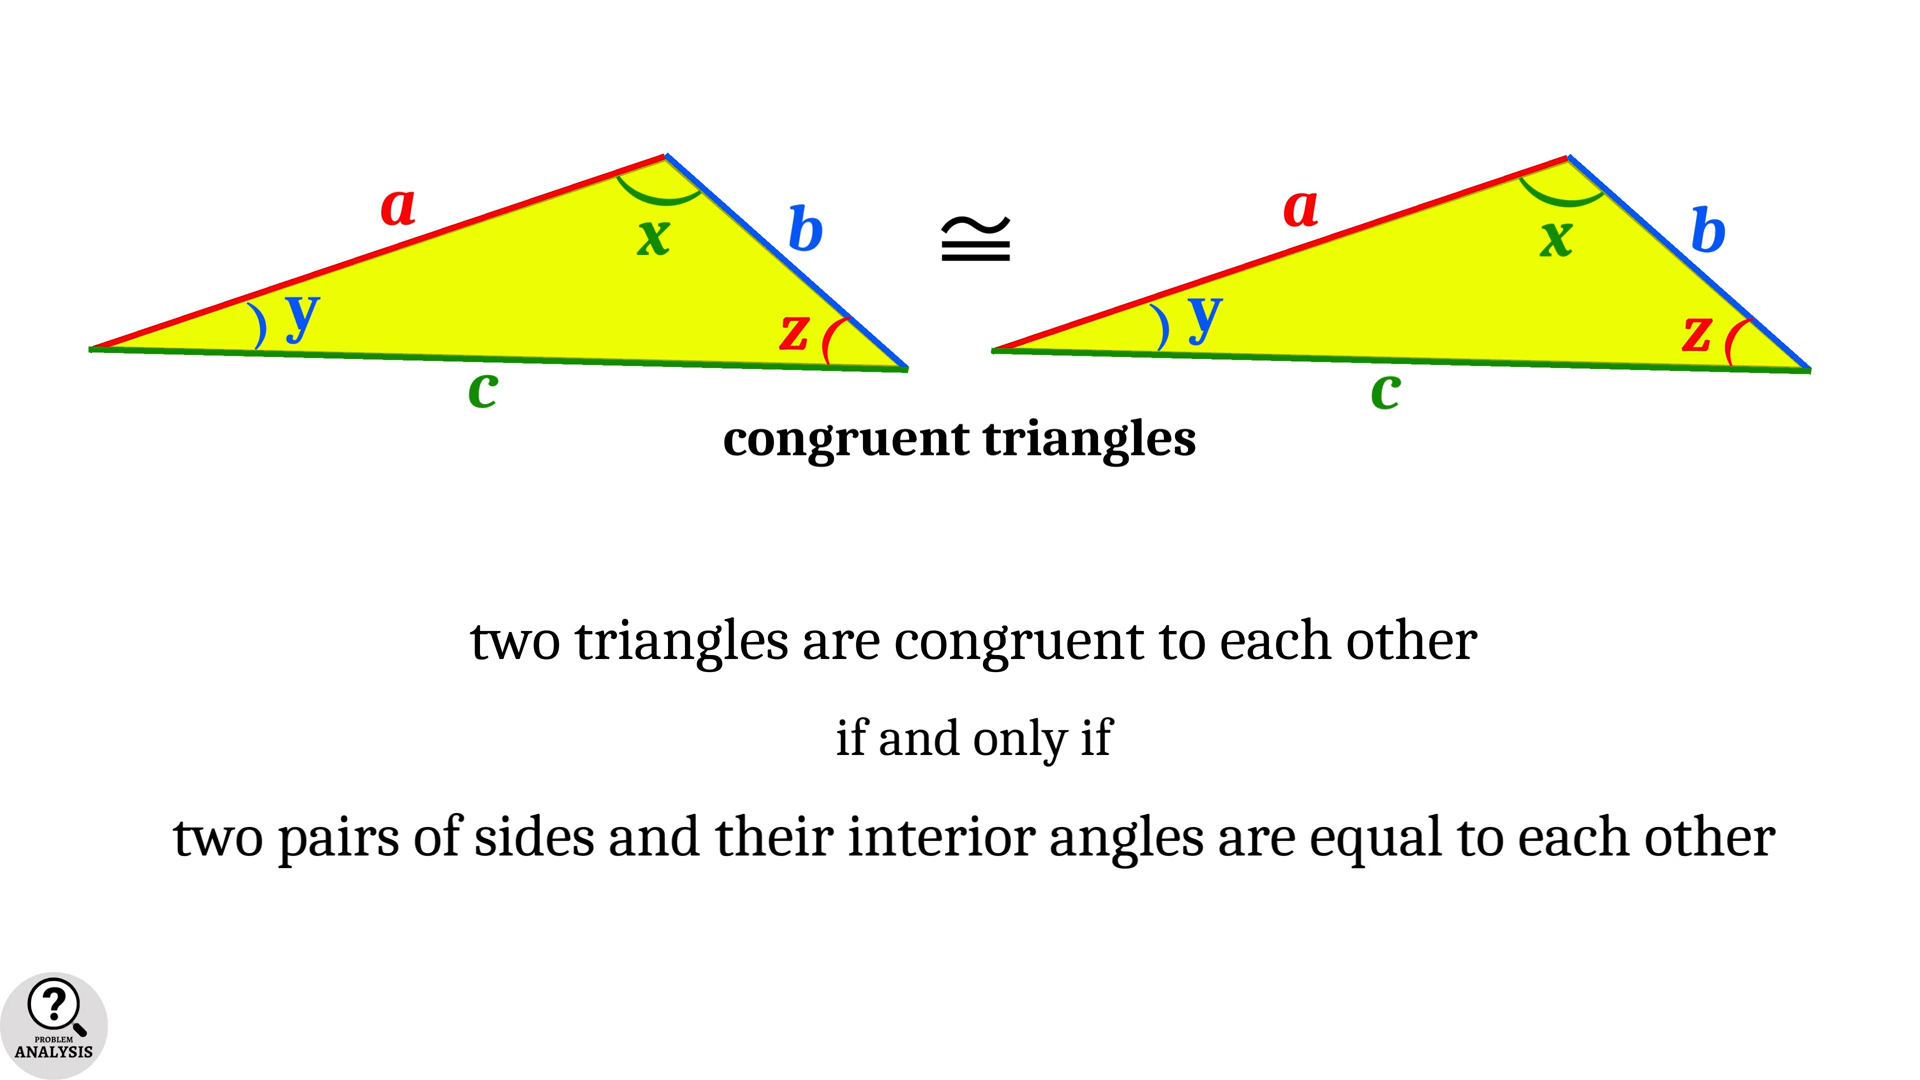 a
b
x
y
z
c
≅
a
b
x
y
z
c
congruent triangles
two triangles are congruent to each other
if and only if
two pairs of sides and their interior angles are equal to each other
?
PROBLEM
ANALYSIS